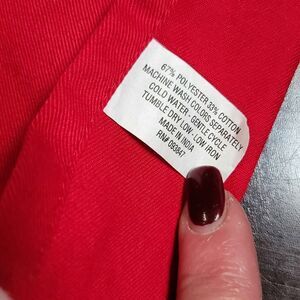 67% POLYESTER 33% COTTON
MACHINE WASH COLORS SEPARATELY
COLD WATER - GENTLE CYCLE
TUMBLE DRY LOW - LOW IRON
MADE IN INDIA
RN# 093847